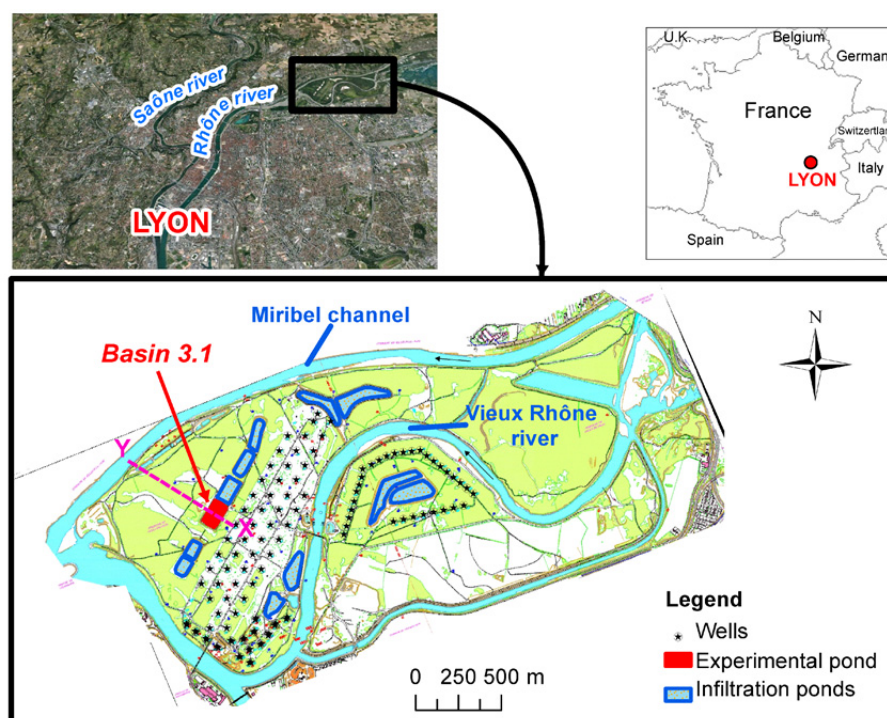 Saône river
Rhône river
LYON
U.K.
Belgium
German
France
Switzertlan
LYON
Italy
Spain
Miribel channel
Basin 3.1
N
Vieux Rhône
river
Y
X
Legend
Wells
Experimental pond
Infiltration ponds
0 250 500 m